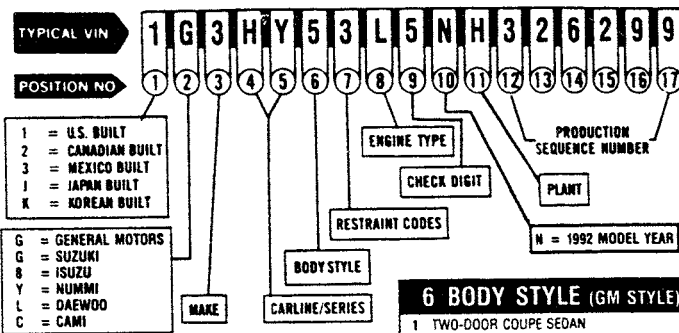 TYPICAL VIN
1 G 3 H Y 5 3 L 5 N H 3 2 6 2 9 9
POSITION NO
1 2 3 4 5 6 7 8 9 10 11 12 13 14 15 16 17
1 = U.S. BUILT
2 = CANADIAN BUILT
3 = MEXICO BUILT
J = JAPAN BUILT
K = KOREAN BUILT
G = GENERAL MOTORS
G = SUZUKI
8 = ISUZU
Y = NUMMI
L = DAEWOO
C = CAMI
MAKE
CARLINE/SERIES
BODY STYLE
RESTRAINT CODES
ENGINE TYPE
CHECK DIGIT
N = 1992 MODEL YEAR
PLANT
PRODUCTION
SEQUENCE NUMBER
6 BODY STYLE (GM STYLE)
1 TWO-DOOR COUPE SEDAN